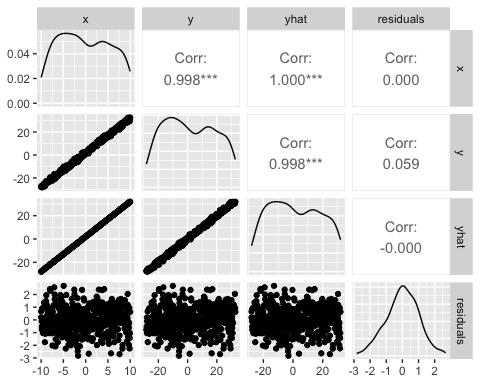 x y yhat residuals
0.04
0.02
0.00
Corr:
0.998***
Corr:
1.000***
Corr:
0.000
x
20
0
-20
Corr:
0.998***
Corr:
0.059
y
20
0
-20
Corr:
-0.000
yhat
2
1
0
-1
-2
-3
residuals
-10 -5 0 5 10 -20 0 20 -20 0 20 -3 -2 -1 0 1 2